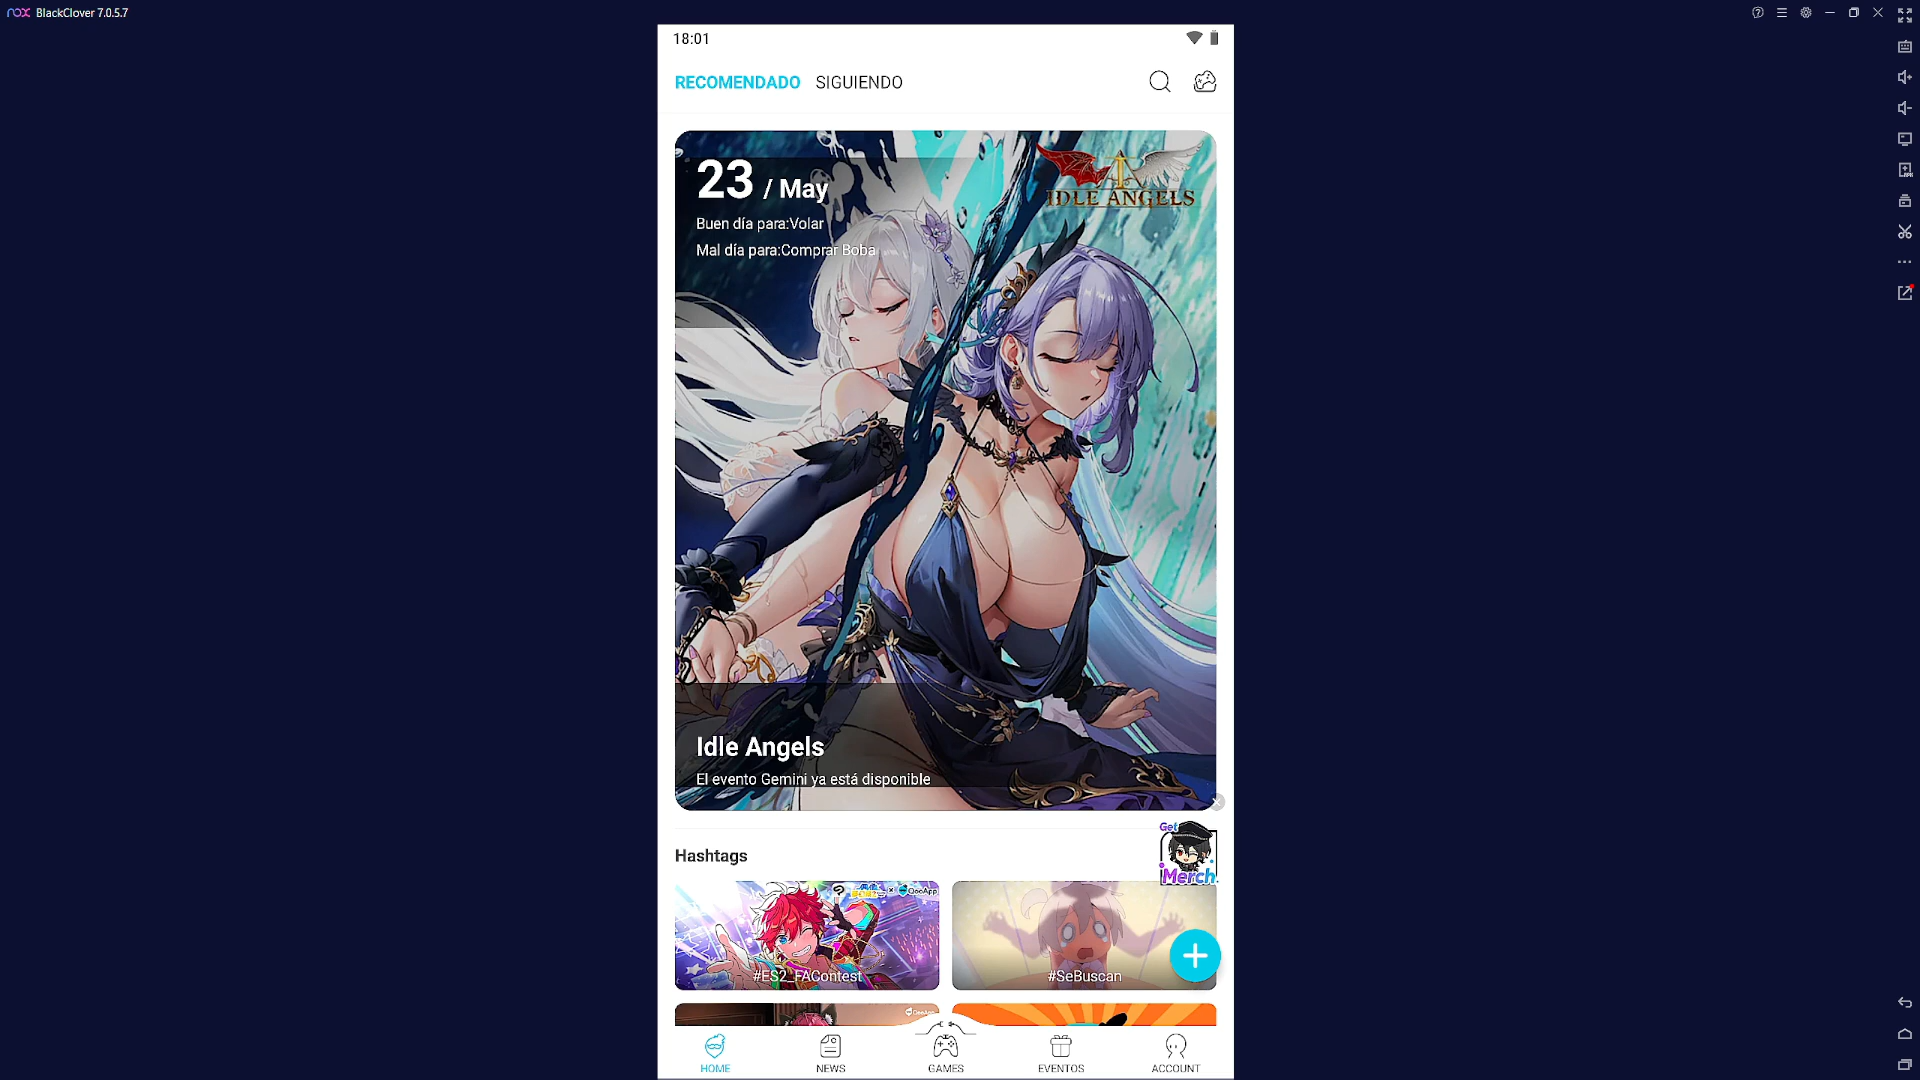 nox BlackClover 7.0.5.7
18:01
RECOMENDADO SIGUIENDO
23 / May
IDLE ANGELS
Buen día para:Volar
Mal día para:Comprar Boba
Idle Angels
El evento Gemini ya está disponible
Get
Merch
Hashtags
QooApp
#ES2_FAContest
#SeBuscan
HOME NEWS GAMES EVENTOS ACCOUNT